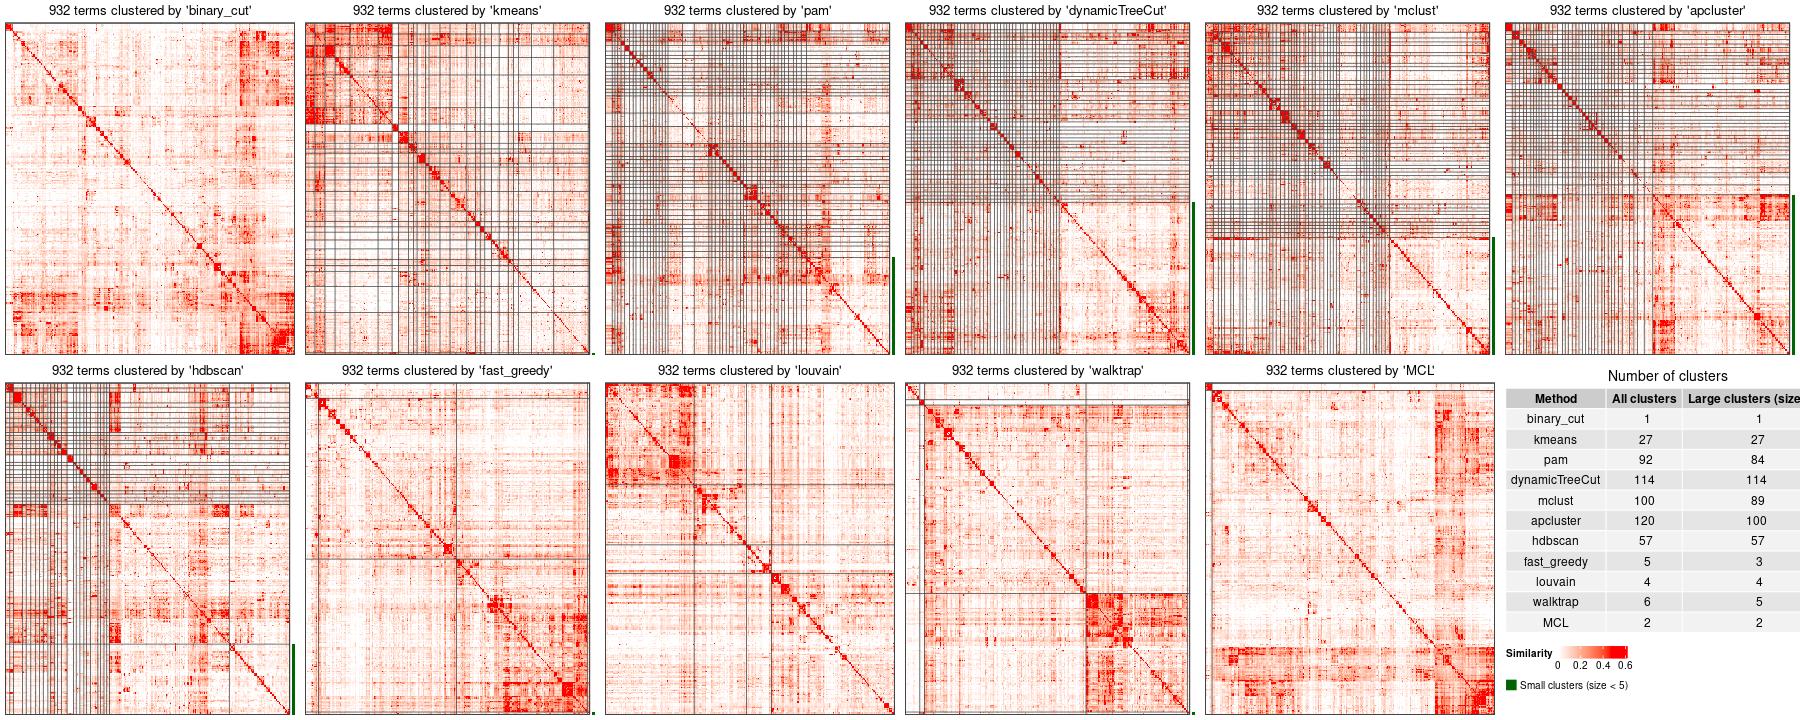 932 terms clustered by 'binary_cut'
932 terms clustered by 'kmeans'
932 terms clustered by 'pam'
932 terms clustered by 'dynamicTreeCut'
932 terms clustered by 'mclust'
932 terms clustered by 'apcluster'
932 terms clustered by 'hdbscan'
932 terms clustered by 'fast_greedy'
932 terms clustered by 'louvain'
932 terms clustered by 'walktrap'
932 terms clustered by 'MCL'
Number of clusters
Method All clusters Large clusters (size
binary_cut 1 1
kmeans 27 27
pam 92 84
dynamicTreeCut 114 114
mclust 100 89
apcluster 120 100
hdbscan 57 57
fast_greedy 5 3
louvain 4 4
walktrap 6 5
MCL 2 2
Similarity
0 0.2 0.4 0.6
Small clusters (size < 5)